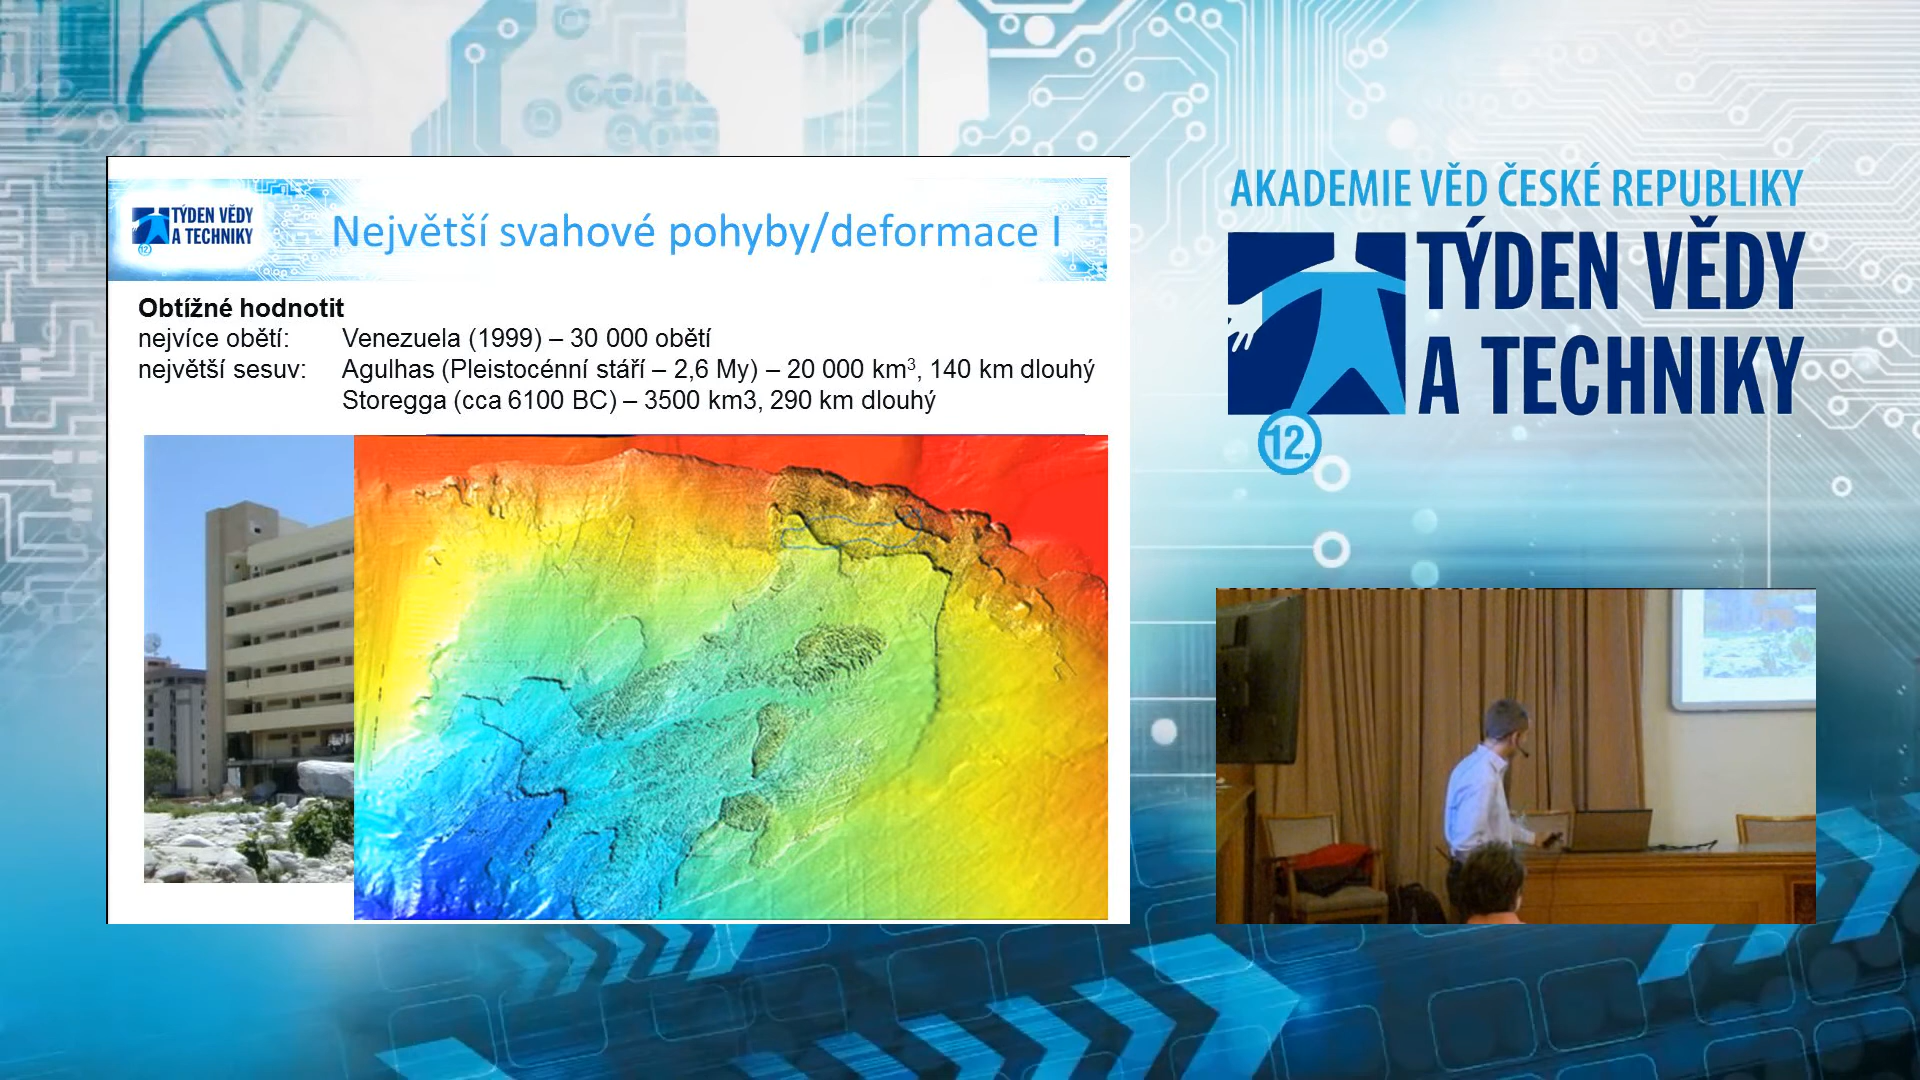 TÝDEN VĚDY
A TECHNIKY
12.
Největší svahové pohyby/deformace I
Obtížné hodnotit
nejvíce obětí: Venezuela (1999) – 30 000 obětí
největší sesuv: Agulhas (Pleistocénní stáří – 2,6 My) – 20 000 km³, 140 km dlouhý
Storegga (cca 6100 BC) – 3500 km3, 290 km dlouhý
AKADEMIE VĚD ČESKÉ REPUBLIKY
TÝDEN VĚDY
A TECHNIKY
12.